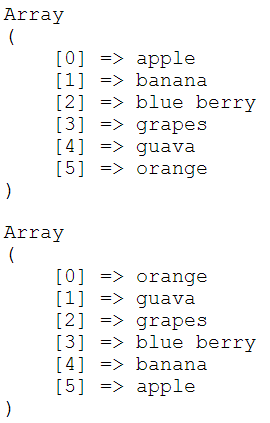 Array
(
    [0] => apple
    [1] => banana
    [2] => blue berry
    [3] => grapes
    [4] => guava
    [5] => orange
)
Array
(
    [0] => orange
    [1] => guava
    [2] => grapes
    [3] => blue berry
    [4] => banana
    [5] => apple
)